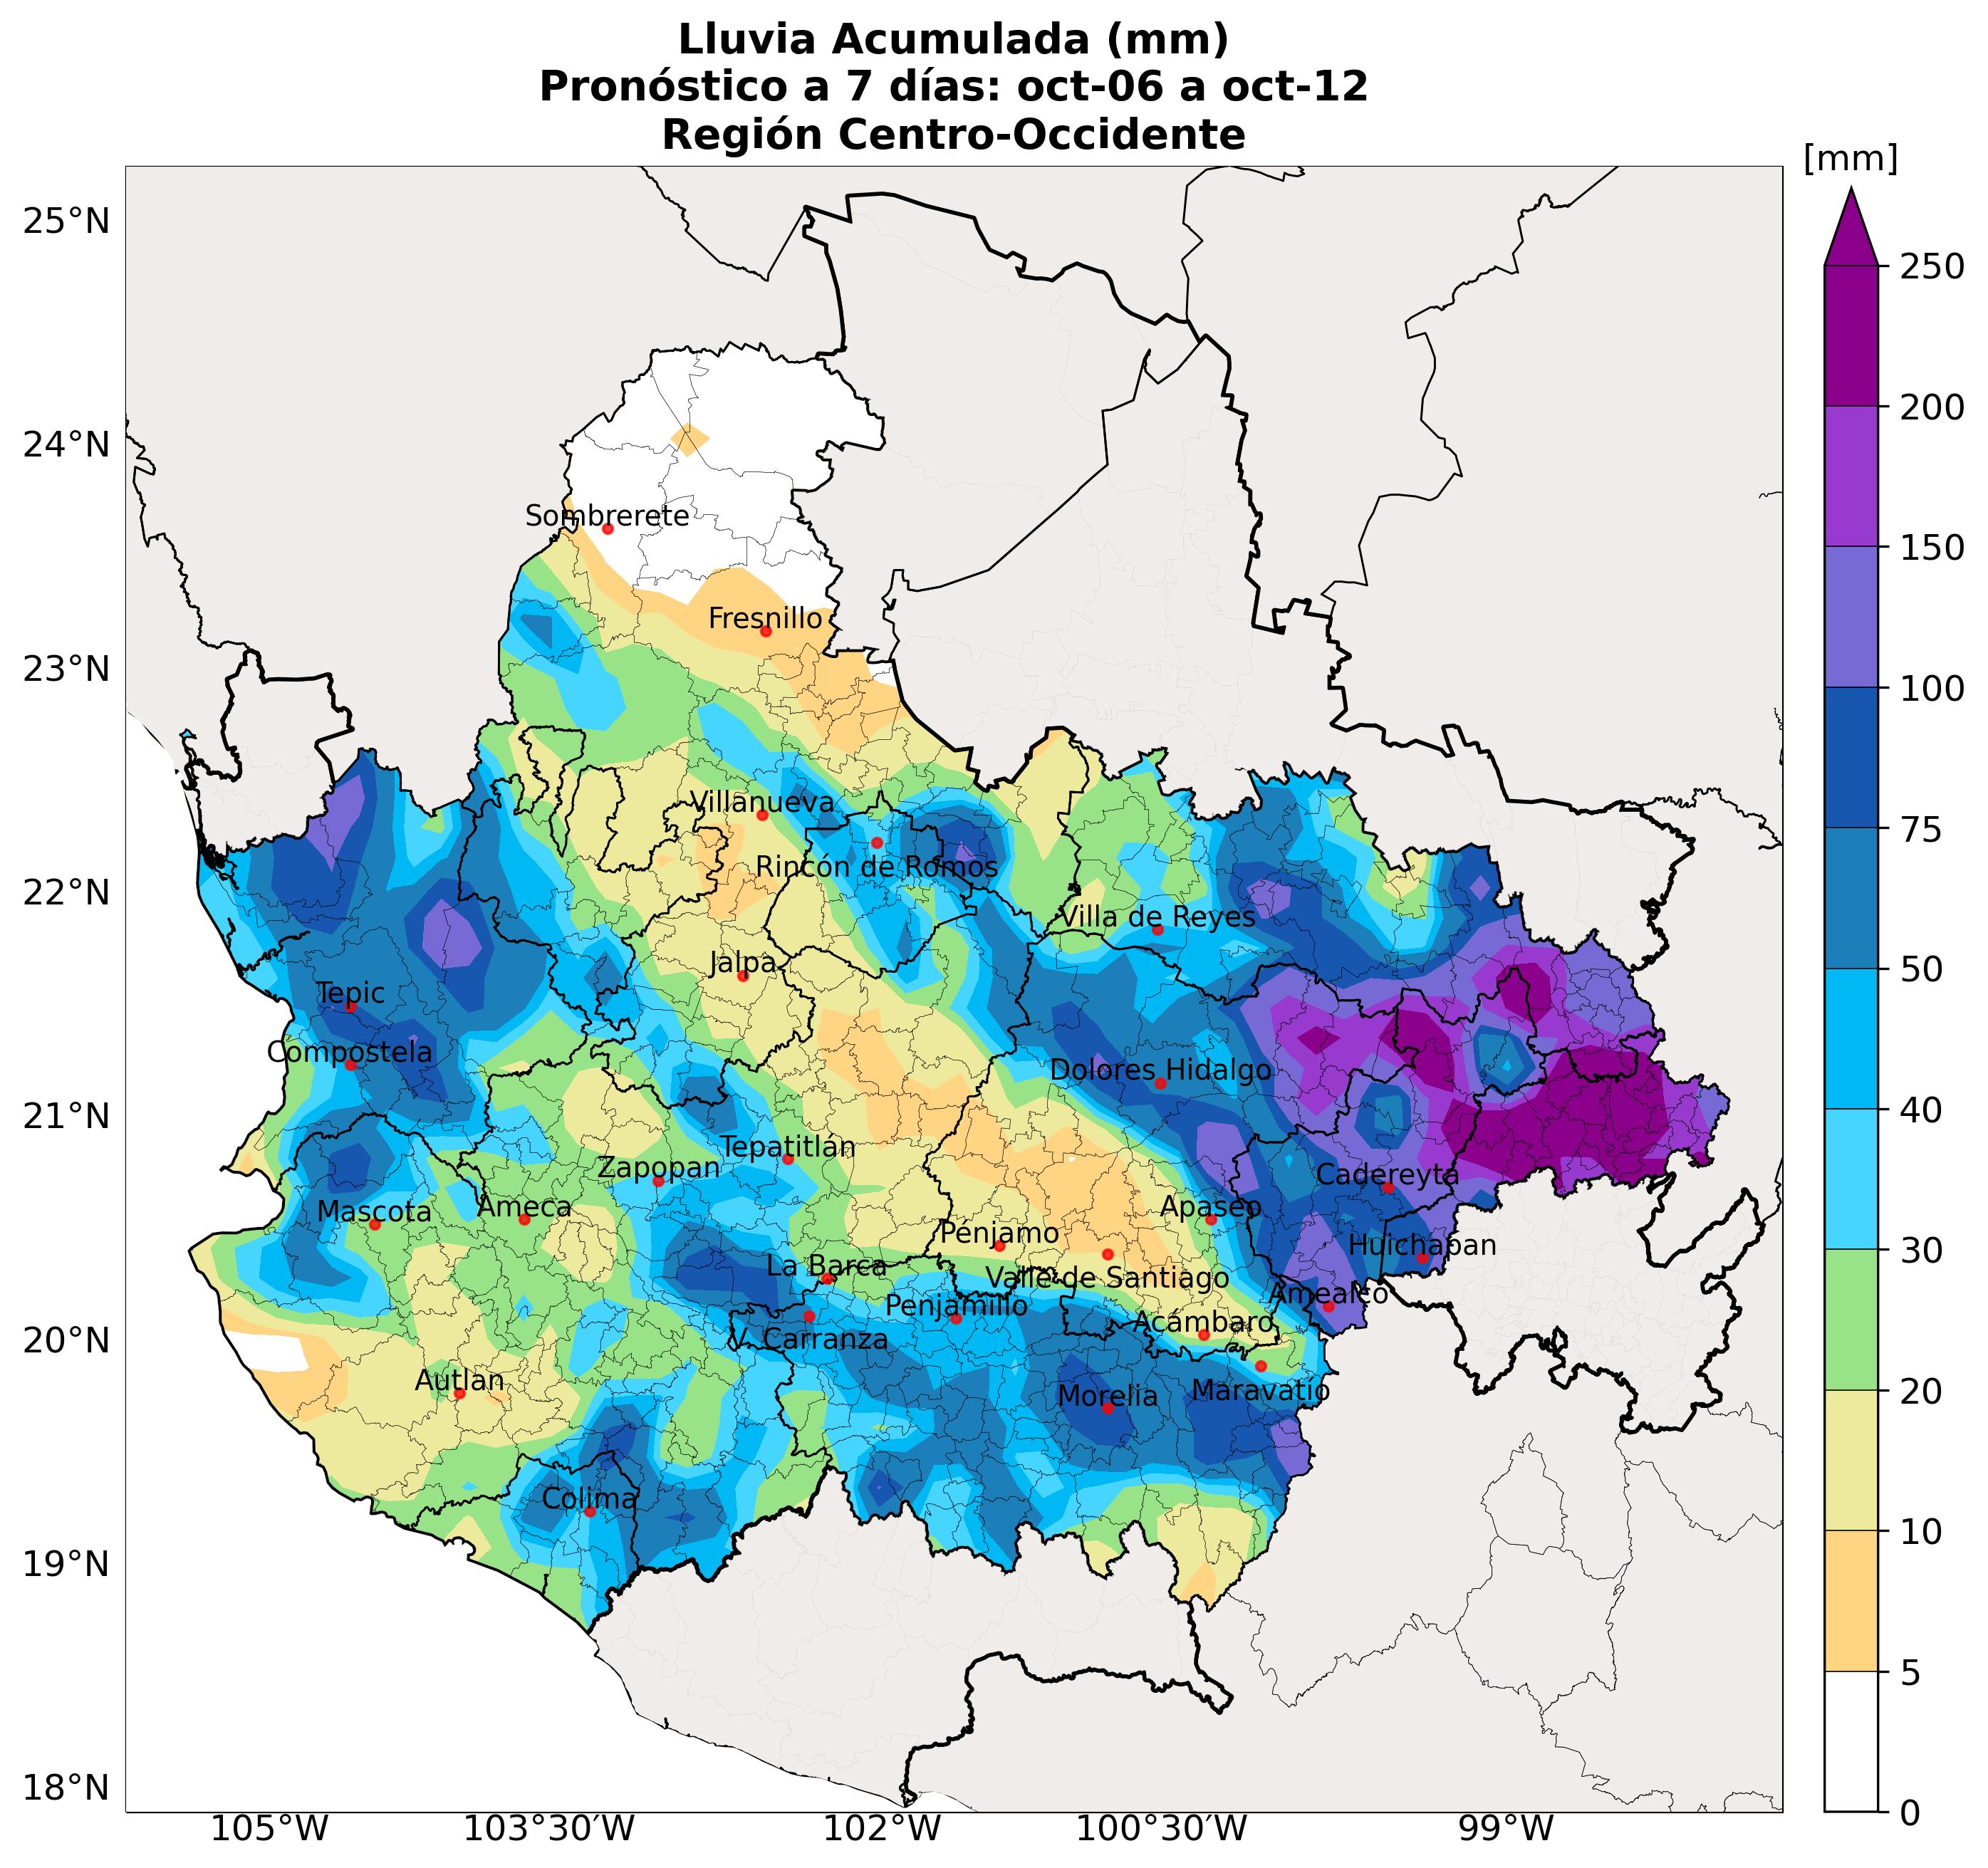 Lluvia Acumulada (mm)
Pronóstico a 7 días: oct-06 a oct-12
Región Centro-Occidente
[mm]
25°N
24°N
23°N
22°N
21°N
20°N
19°N
18°N
105°W
103°30'W
102°W
100°30'W
99°W
250
200
150
100
75
50
40
30
20
10
5
0
Sombrerete
Fresnillo
Villanueva
Rincón de Romos
Villa de Reyes
Jalpa
Tepic
Compostela
Dolores Hidalgo
Tepatitlán
Zapopan
Cadereyta
Mascota
Ameca
Apaseo
Pénjamo
Huichapan
La Barca
Valle de Santiago
Amealco
Penjamillo
Acámbaro
V. Carranza
Autlan
Morelia
Maravatío
Colima